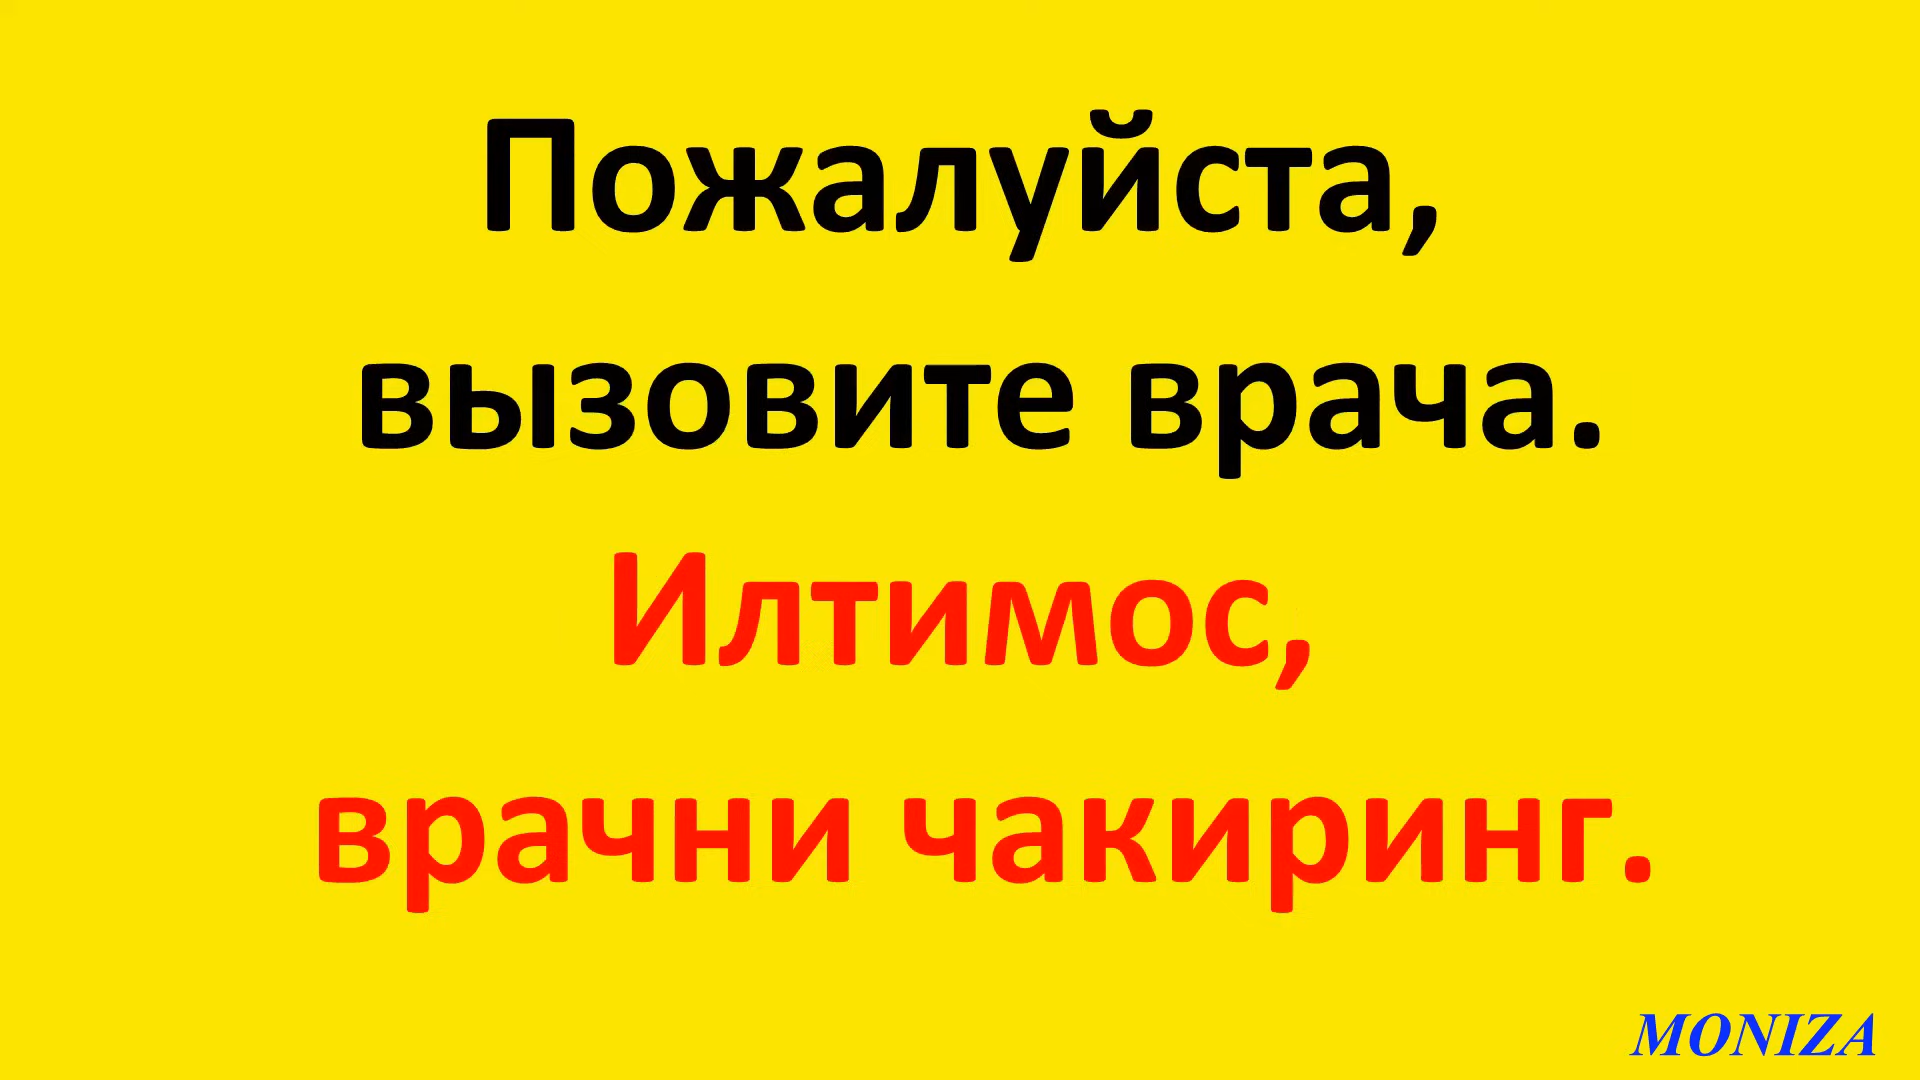 Пожалуйста,
вызовите врача.
Илтимос,
врачни чакиринг.
MONIZA